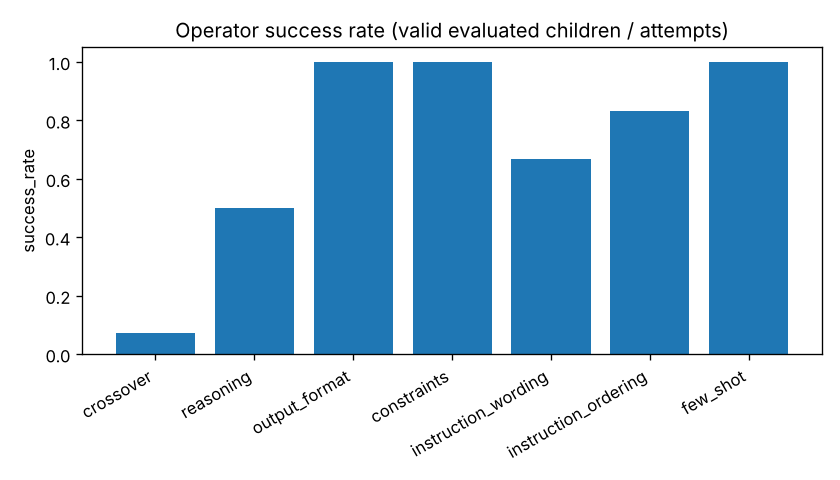 Operator success rate (valid evaluated children / attempts)
success_rate
1.0
0.8
0.6
0.4
0.2
0.0
crossover
reasoning
output_format
constraints
instruction_wording
instruction_ordering
few_shot